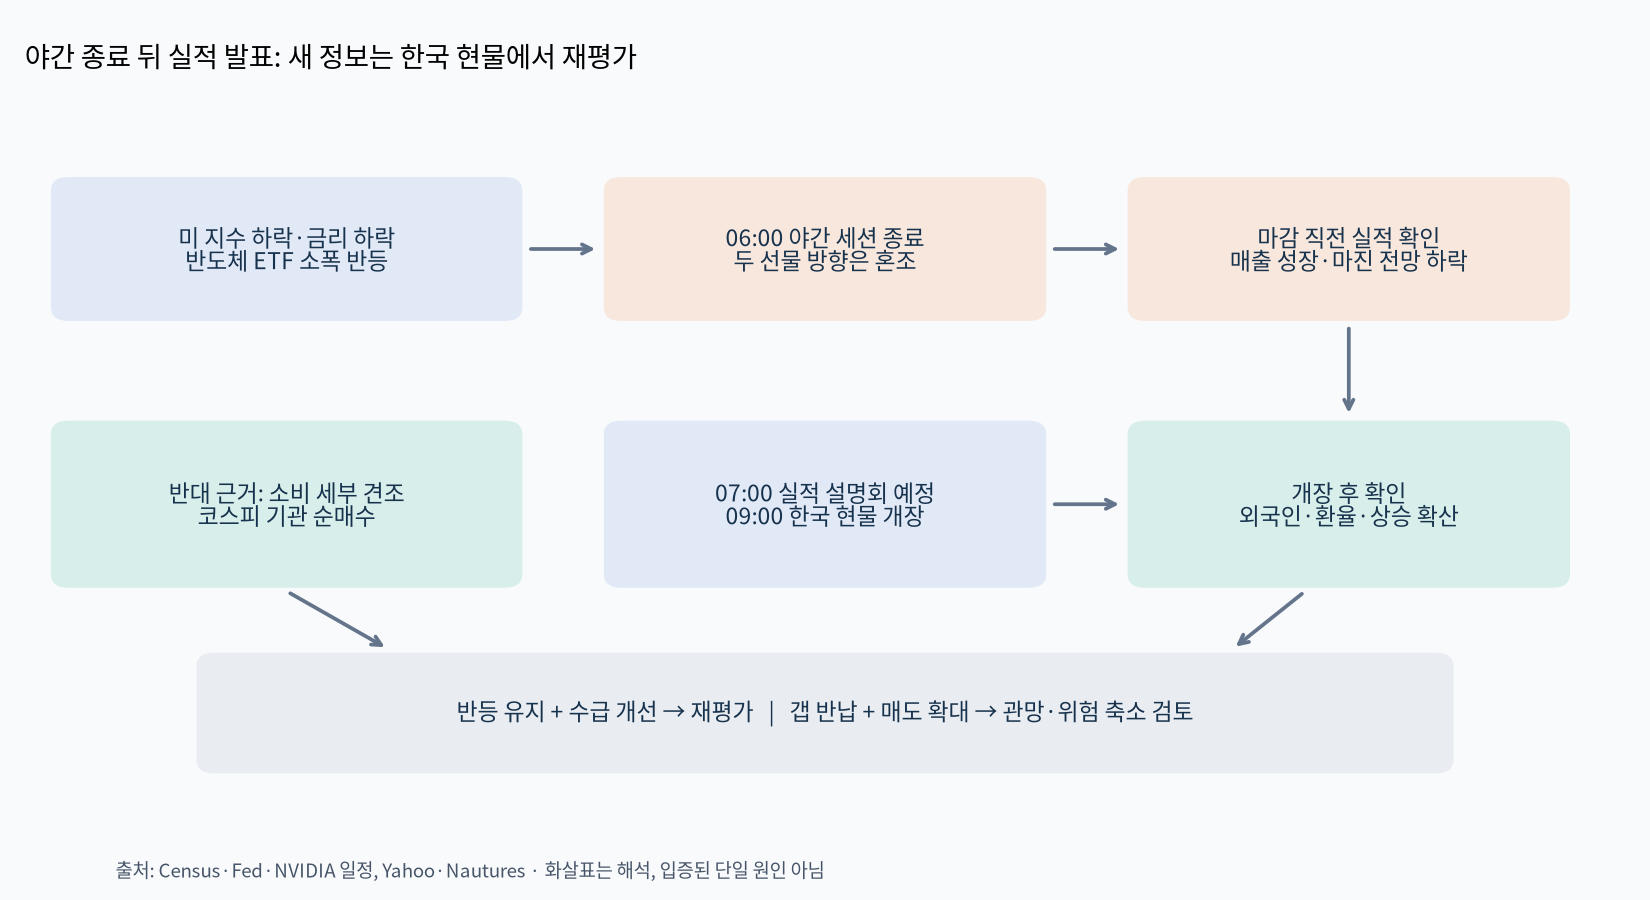 야간 종료 뒤 실적 발표: 새 정보는 한국 현물에서 재평가
미 지수 하락·금리 하락
반도체 ETF 소폭 반등
06:00 야간 세션 종료
두 선물 방향은 혼조
마감 직전 실적 확인
매출 성장·마진 전망 하락
반대 근거: 소비 세부 견조
코스피 기관 순매수
07:00 실적 설명회 예정
09:00 한국 현물 개장
개장 후 확인
외국인·환율·상승 확산
반등 유지 + 수급 개선 → 재평가 | 갭 반납 + 매도 확대 → 관망·위험 축소 검토
출처: Census·Fed·NVIDIA 일정, Yahoo·Nautures · 화살표는 해석, 입증된 단일 원인 아님